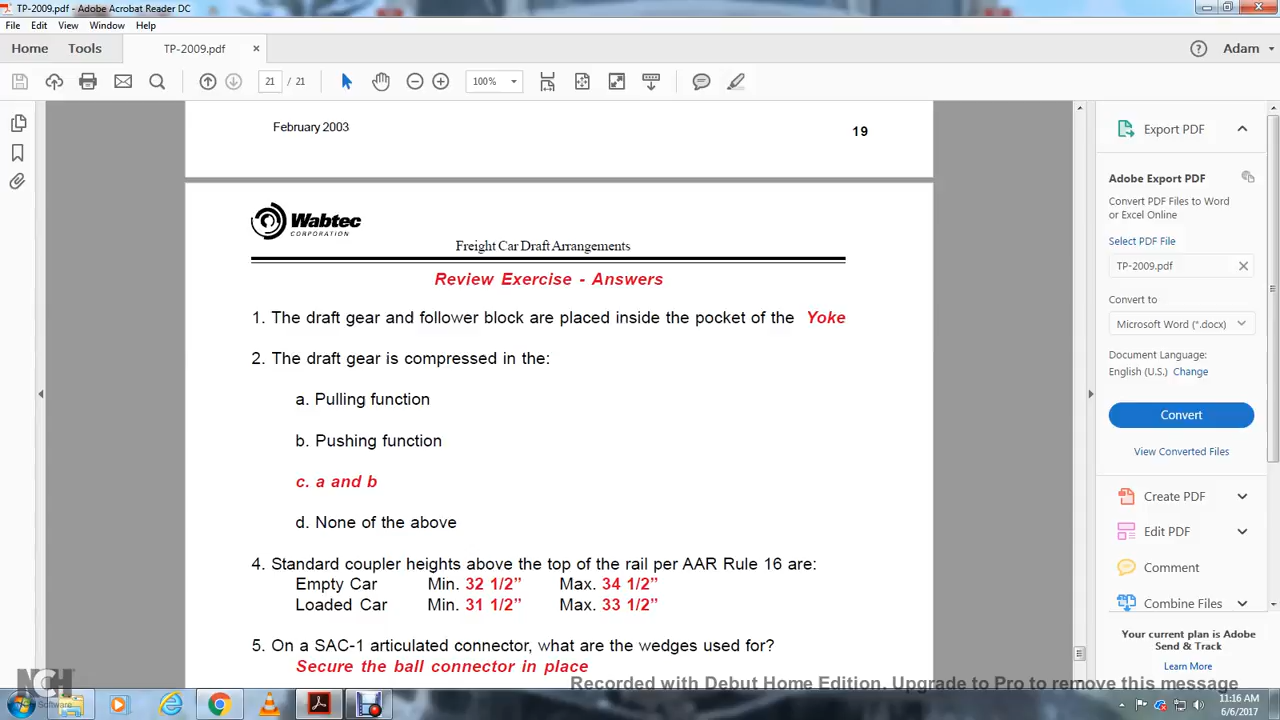 TP-2009.pdf - Adobe Acrobat Reader DC
File Edit View Window Help
Home Tools TP-2009.pdf × Adam
21 / 21 100%
February 2003 19
Wabtec
CORPORATION
Freight Car Draft Arrangements
Review Exercise - Answers
1. The draft gear and follower block are placed inside the pocket of the Yoke
2. The draft gear is compressed in the:
a. Pulling function
b. Pushing function
c. a and b
d. None of the above
4. Standard coupler heights above the top of the rail per AAR Rule 16 are:
Empty Car Min. 32 1/2” Max. 34 1/2”
Loaded Car Min. 31 1/2” Max. 33 1/2”
5. On a SAC-1 articulated connector, what are the wedges used for?
Secure the ball connector in place
Export PDF
Adobe Export PDF
Convert PDF Files to Word
or Excel Online
Select PDF File
TP-2009.pdf
Convert to
Microsoft Word (*.docx)
Document Language:
English (U.S.) Change
Convert
View Converted Files
Create PDF
Edit PDF
Comment
Combine Files
Your current plan is Adobe
Send & Track
Learn More
NCH
Software
Recorded with Debut Home Edition. Upgrade to Pro to remove this message
11:16 AM
6/6/2017